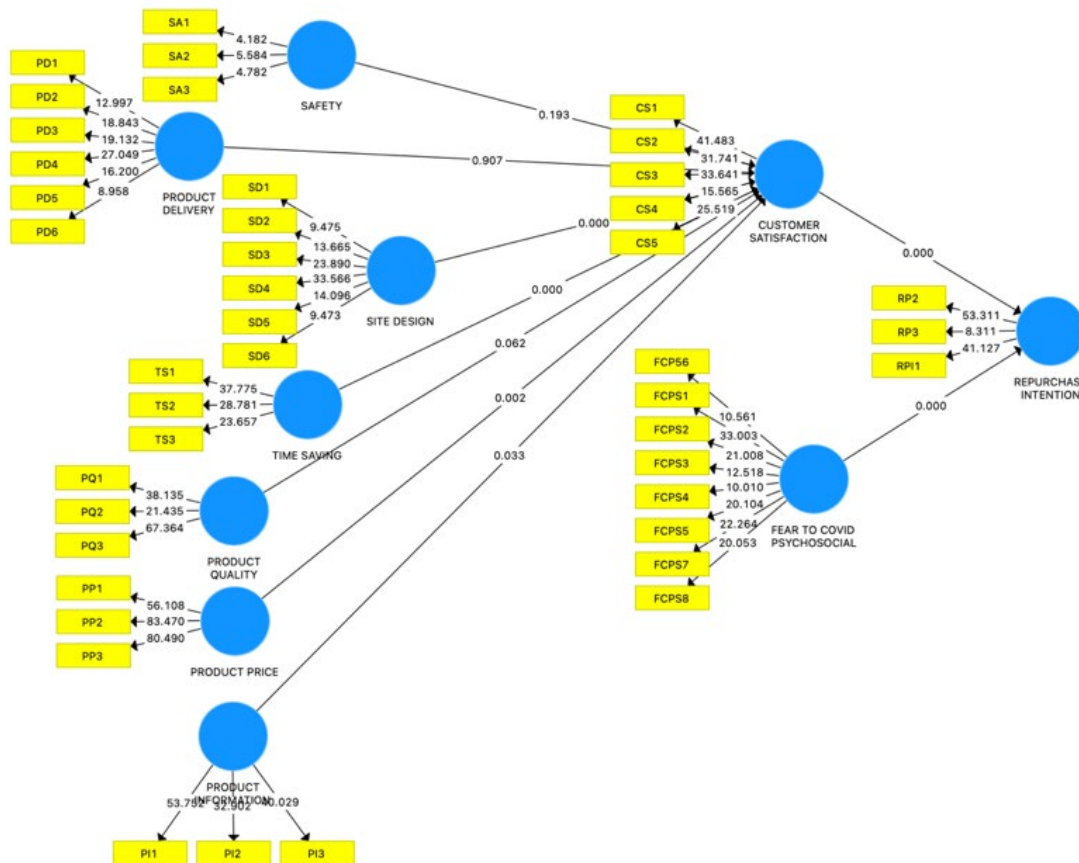 SA1
SA2
SA3
4.182
5.584
4.782
SAFETY
PD1
PD2
PD3
PD4
PD5
PD6
12.997
18.843
19.132
27.049
16.200
8.958
PRODUCT
DELIVERY
SD1
SD2
SD3
SD4
SD5
SD6
9.475
13.665
23.890
33.566
14.096
9.473
SITE DESIGN
TS1
TS2
TS3
37.775
28.781
23.657
TIME SAVING
PQ1
PQ2
PQ3
38.135
21.435
67.364
PRODUCT
QUALITY
PP1
PP2
PP3
56.108
83.470
80.490
PRODUCT PRICE
PRODUCT
INFORMATION
53.752
32.902
40.029
PI1
PI2
PI3
0.193
0.907
0.000
0.000
0.062
0.002
0.033
CS1
CS2
CS3
CS4
CS5
41.483
31.741
33.641
15.565
25.519
CUSTOMER
SATISFACTION
0.000
RP2
RP3
RPI1
53.311
8.311
41.127
REPURCHAS
INTENTION
0.000
FCP56
FCPS1
FCPS2
FCPS3
FCPS4
FCPS5
FCPS7
FCPS8
10.561
33.003
21.008
12.518
10.010
20.104
22.264
20.053
FEAR TO COVID
PSYCHOSOCIAL